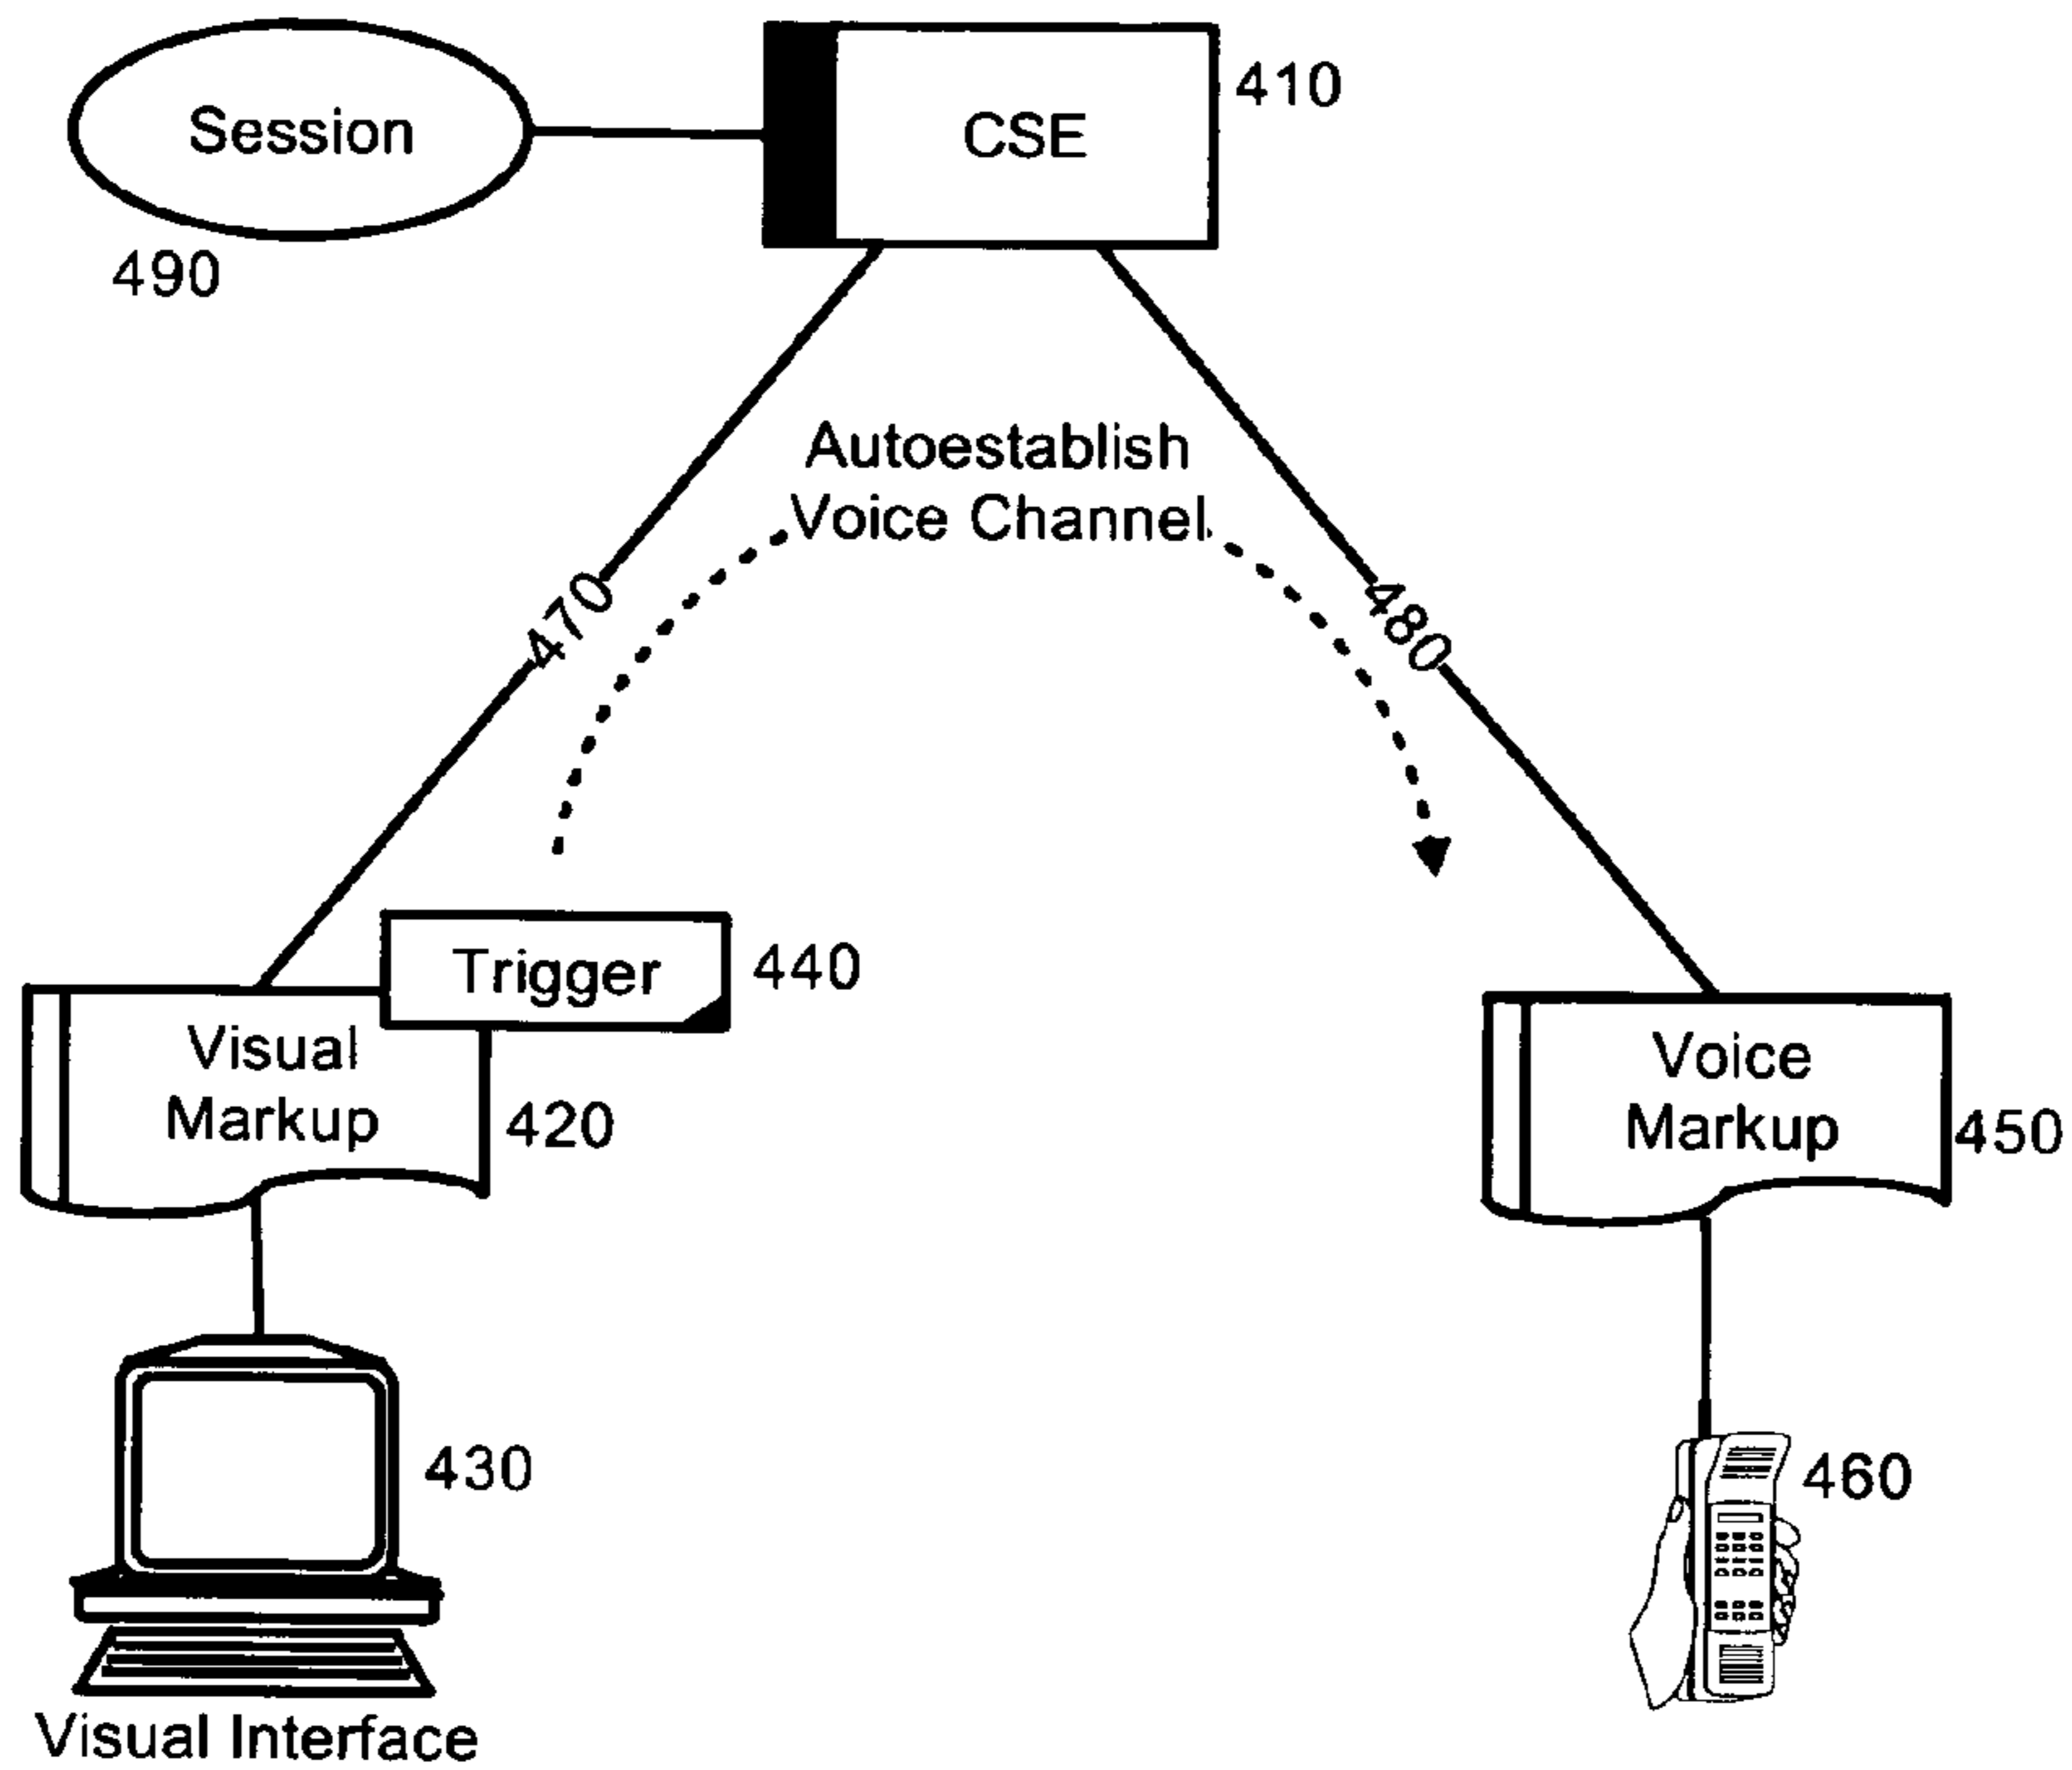 Session
490
CSE
410
Autoestablish
Voice Channel
470
480
Trigger
440
Visual
Markup
420
Voice
Markup
450
430
460
Visual Interface